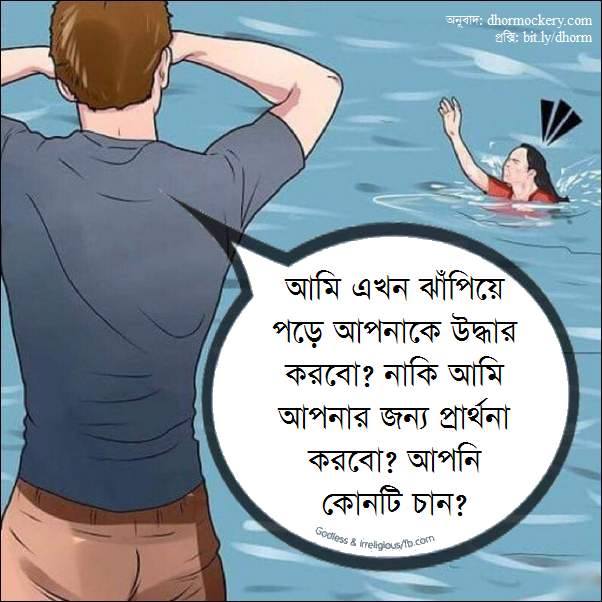 অনুবাদ: dhormockery.com
প্রক্সি: bit.ly/dhorm
আমি এখন ঝাঁপিয়ে
পড়ে আপনাকে উদ্ধার
করবো? নাকি আমি
আপনার জন্য প্রার্থনা
করবো? আপনি
কোনটি চান?
Godless & irreligious/fb.com